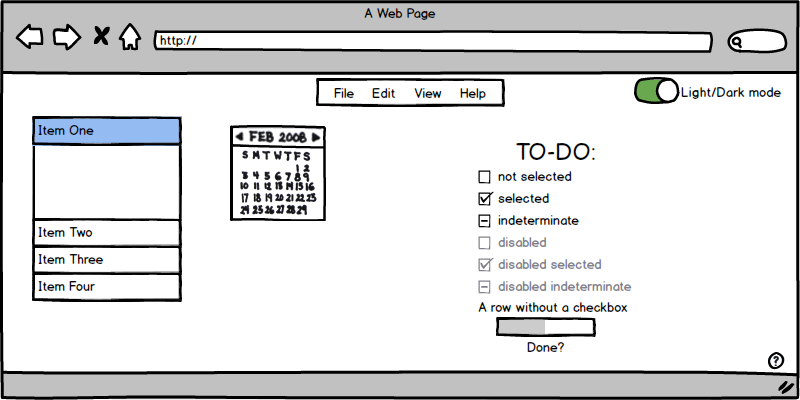 A Web Page
http://
File Edit View Help
Light/Dark mode
Item One
Item Two
Item Three
Item Four
FEB 2008
S M T W T F S
1 2
3 4 5 6 7 8 9
10 11 12 13 14 15 16
17 18 19 20 21 22 23
24 25 26 27 28 29
TO-DO:
not selected
selected
indeterminate
disabled
disabled selected
disabled indeterminate
A row without a checkbox
Done?
?